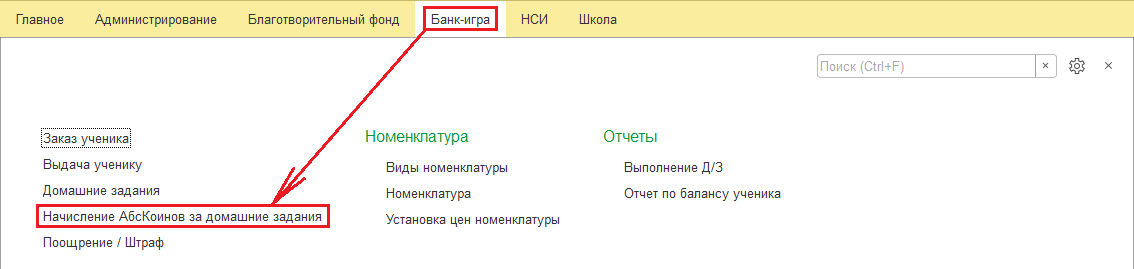 Главное Администрирование Благотворительный фонд Банк-игра НСИ Школа
Поиск (Ctrl+F)
Заказ ученика
Выдача ученику
Домашние задания
Начисление АбсКоинов за домашние задания
Поощрение / Штраф
Номенклатура
Виды номенклатуры
Номенклатура
Установка цен номенклатуры
Отчеты
Выполнение Д/З
Отчет по балансу ученика